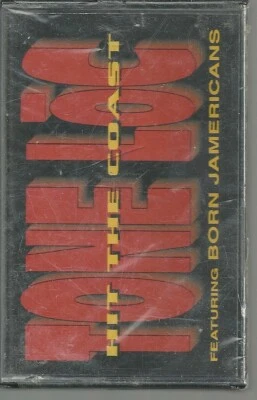 TONE LōC
HIT THE COAST
FEATURING BORN JAMERICANS